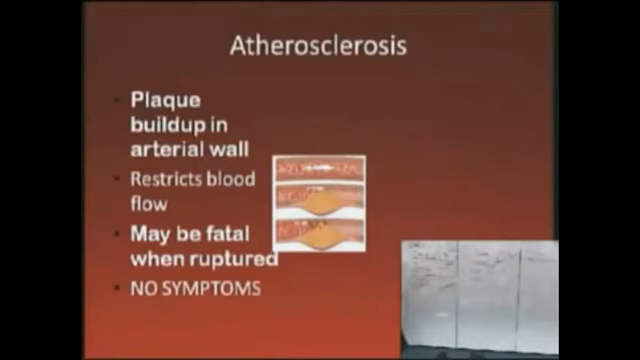 Atherosclerosis
Plaque
buildup in
arterial wall
Restricts blood
flow
May be fatal
when ruptured
NO SYMPTOMS